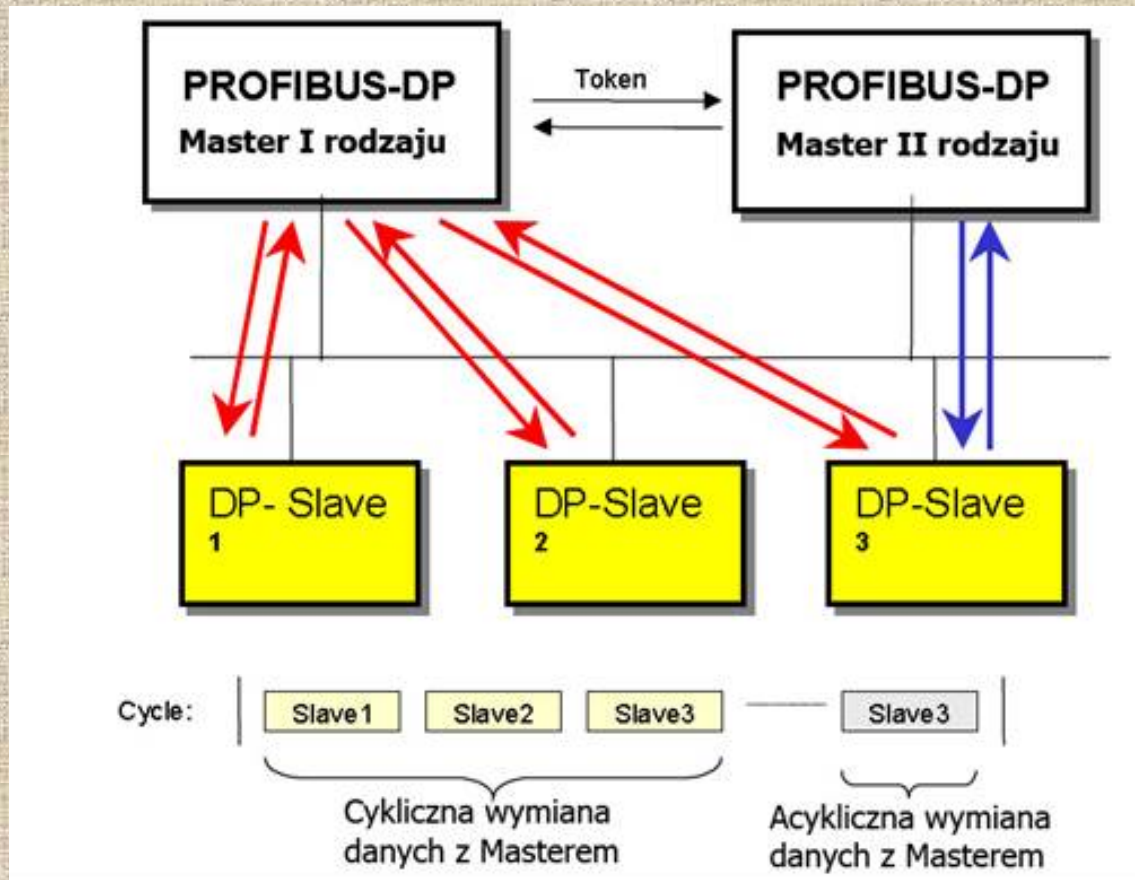 PROFIBUS-DP
Master I rodzaju
Token
PROFIBUS-DP
Master II rodzaju
DP- Slave
1
DP-Slave
2
DP-Slave
3
Cycle:
Slave1
Slave2
Slave3
Slave3
Cykliczna wymiana
danych z Masterem
Acykliczna wymiana
danych z Masterem